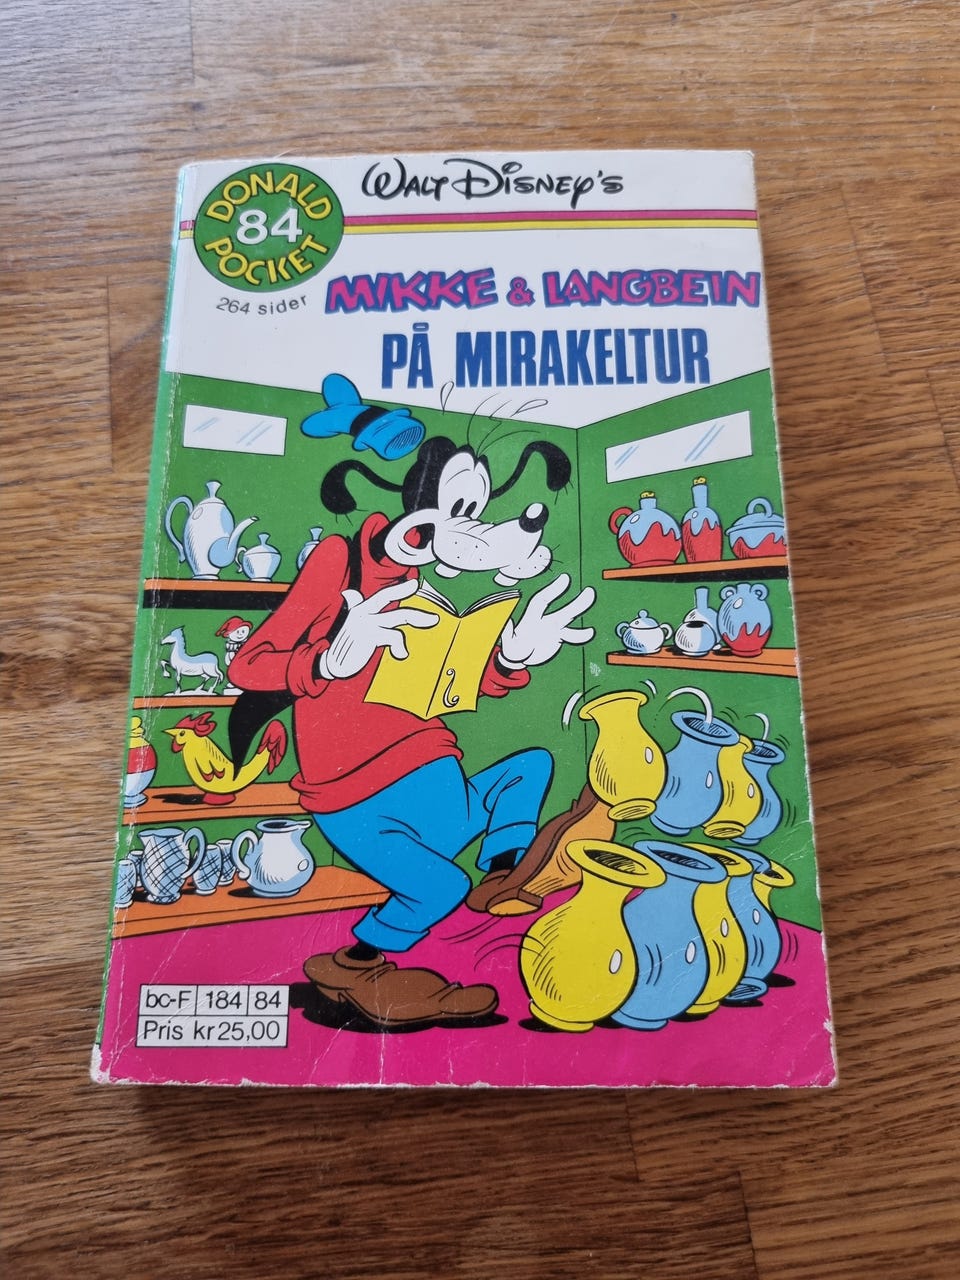 DONALD
84
POCKET
Walt Disney's
264 sider
MIKKE & LANGBEIN
PÅ MIRAKELTUR
bc-F 184 84
Pris kr 25,00